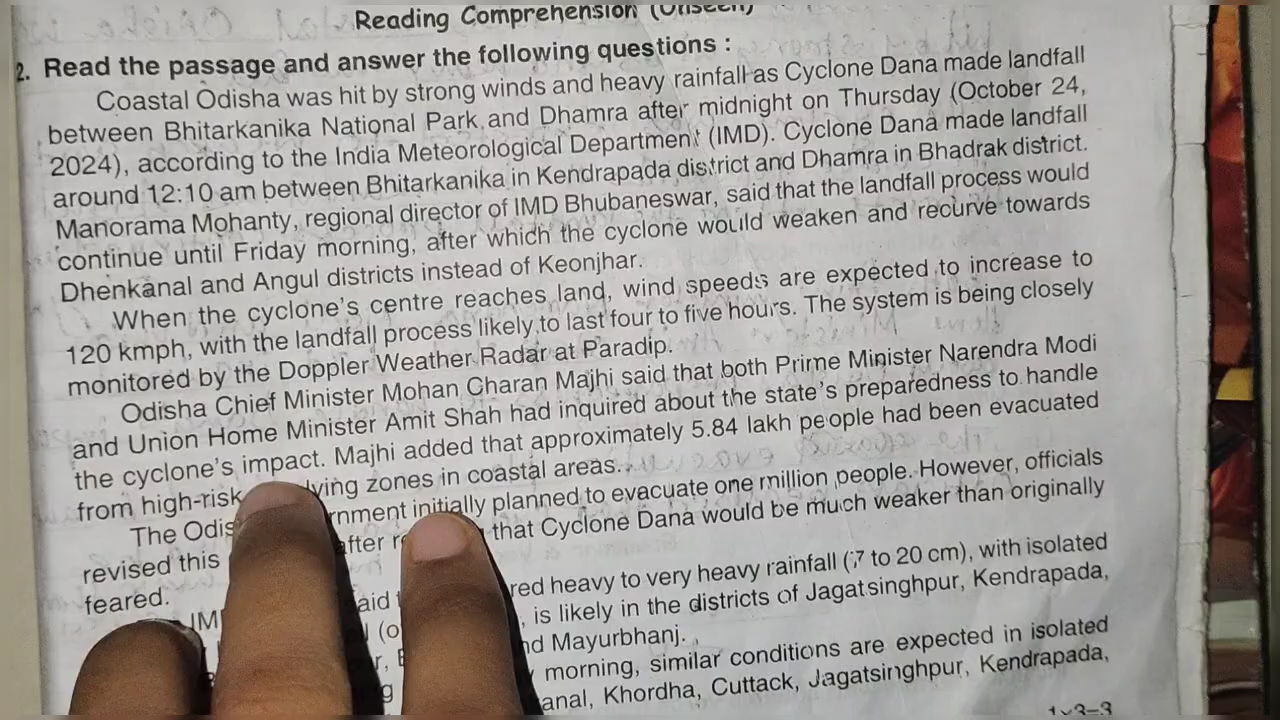 Reading Comprehension (Unseen)
2. Read the passage and answer the following questions :
Coastal Odisha was hit by strong winds and heavy rainfall as Cyclone Dana made landfall
between Bhitarkanika National Park and Dhamra after midnight on Thursday (October 24,
2024), according to the India Meteorological Department (IMD). Cyclone Dana made landfall
around 12:10 am between Bhitarkanika in Kendrapada district and Dhamra in Bhadrak district.
Manorama Mohanty, regional director of IMD Bhubaneswar, said that the landfall process would
continue until Friday morning, after which the cyclone would weaken and recurve towards
Dhenkanal and Angul districts instead of Keonjhar.
When the cyclone's centre reaches land, wind speeds are expected to increase to
120 kmph, with the landfall process likely to last four to five hours. The system is being closely
monitored by the Doppler Weather Radar at Paradip.
Odisha Chief Minister Mohan Charan Majhi said that both Prime Minister Narendra Modi
and Union Home Minister Amit Shah had inquired about the state's preparedness to handle
the cyclone's impact. Majhi added that approximately 5.84 lakh people had been evacuated
from high-risk lying zones in coastal areas.
The initially planned to evacuate one million people. However, officials
revised this after that Cyclone Dana would be much weaker than originally
feared.
heavy to very heavy rainfall (7 to 20 cm), with isolated
is likely in the districts of Jagatsinghpur, Kendrapada,
Mayurbhanj.
morning, similar conditions are expected in isolated
Khordha, Cuttack, Jagatsinghpur, Kendrapada,
1×3=3